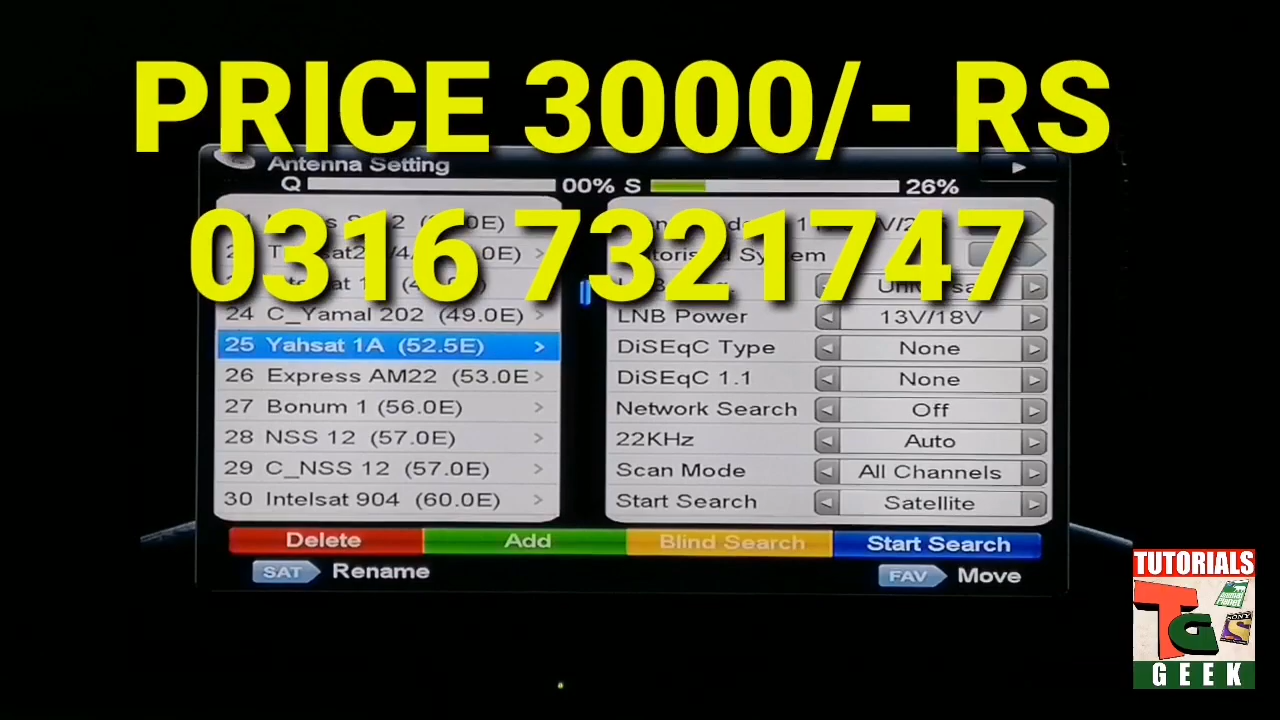 PRICE 3000/- RS
Antenna Setting
Q 00% S 26%
0316 7321747
24 C_Yamal 202 (49.0E) >
25 Yahsat 1A (52.5E) >
26 Express AM22 (53.0E >
27 Bonum 1 (56.0E) >
28 NSS 12 (57.0E) >
29 C_NSS 12 (57.0E) >
30 Intelsat 904 (60.0E) >
LNB Power 13V/18V
DiSEqC Type None
DiSEqC 1.1 None
Network Search Off
22KHz Auto
Scan Mode All Channels
Start Search Satellite
Delete Add Blind Search Start Search
SAT Rename FAV Move
TUTORIALS
TG
Animal Planet
SONY
GEEK